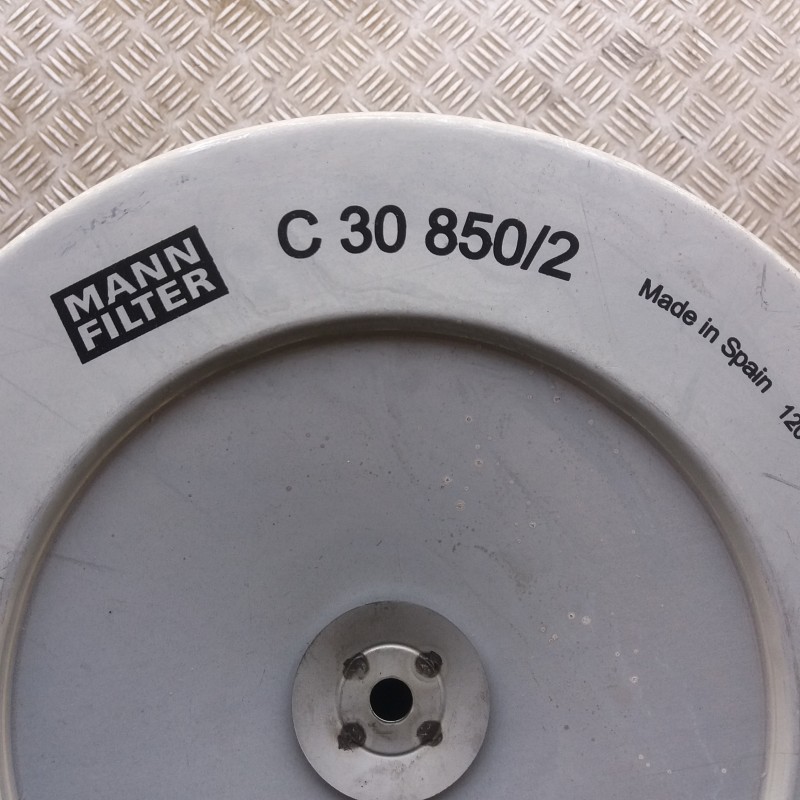 MANN
FILTER
C 30 850/2
Made in Spain